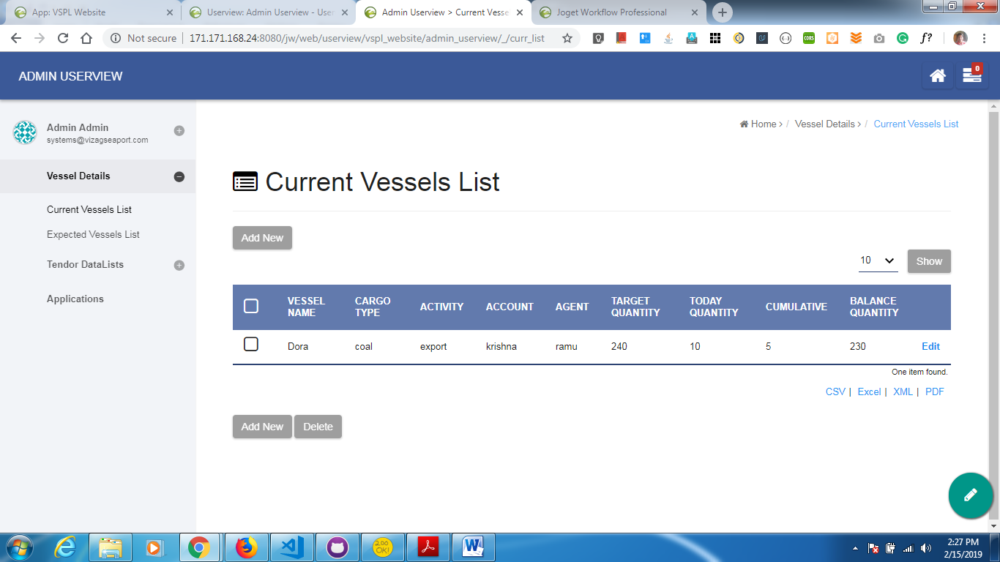 App: VSPL Website
Userview: Admin Userview - User
Admin Userview > Current Vesse
Joget Workflow Professional
Not secure
171.171.168.24:8080/jw/web/userview/vspl_website/admin_userview/_/curr_list
CORS
f?
ADMIN USERVIEW
0
Admin Admin
systems@vizagseaport.com
Vessel Details
Current Vessels List
Expected Vessels List
Tendor DataLists
Applications
Home > / Vessel Details > / Current Vessels List
Current Vessels List
Add New
10
Show
VESSEL NAME CARGO TYPE ACTIVITY ACCOUNT AGENT TARGET QUANTITY TODAY QUANTITY CUMULATIVE BALANCE QUANTITY
Dora coal export krishna ramu 240 10 5 230 Edit
One item found.
CSV | Excel | XML | PDF
Add New Delete
200 OK!
2:27 PM
2/15/2019